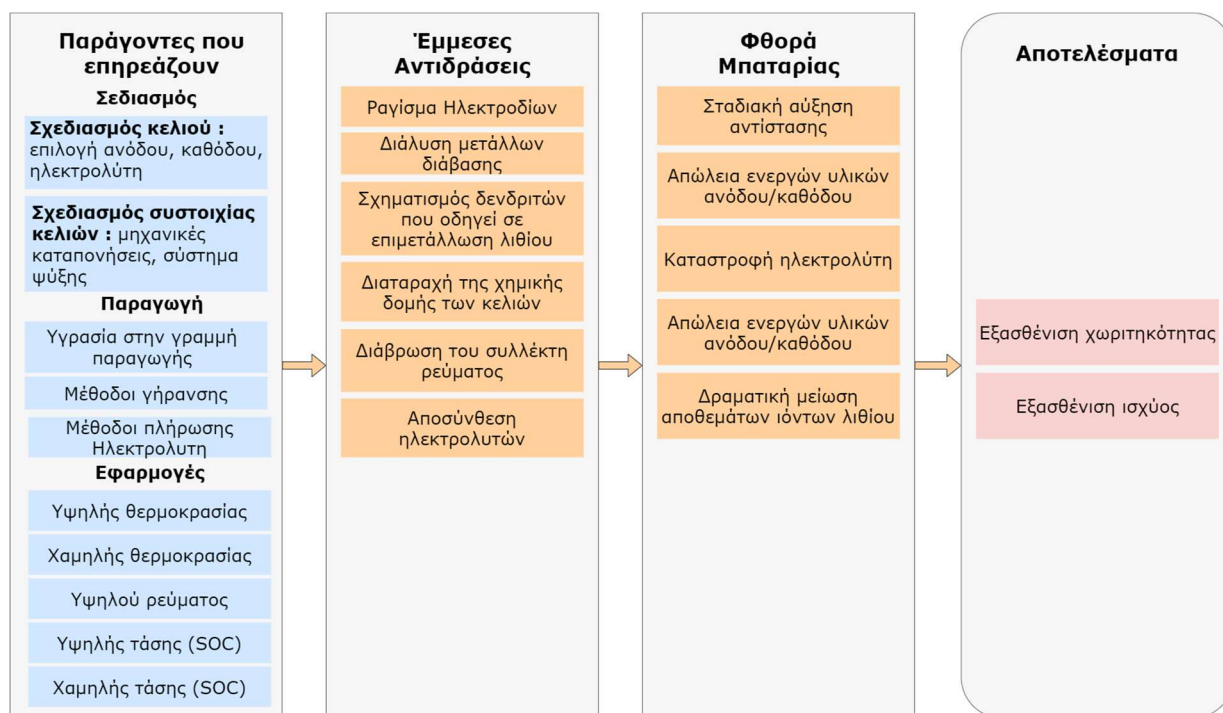 Παράγοντες που
επηρεάζουν
Σεδιασμός
Σχεδιασμός κελιού :
επιλογή ανόδου, καθόδου,
ηλεκτρολύτη
Σχεδιασμός συστοιχίας
κελιών : μηχανικές
καταπονήσεις, σύστημα
ψύξης
Παραγωγή
Υγρασία στην γραμμή
παραγωγής
Μέθοδοι γήρανσης
Μέθοδοι πλήρωσης
Ηλεκτρολυτη
Εφαρμογές
Υψηλής θερμοκρασίας
Χαμηλής θερμοκρασίας
Υψηλού ρεύματος
Υψηλής τάσης (SOC)
Χαμηλής τάσης (SOC)
Έμμεσες
Αντιδράσεις
Ραγίσμα Ηλεκτροδίων
Διάλυση μετάλλων
διάβασης
Σχηματισμός δενδριτών
που οδηγεί σε
επιμετάλλωση λιθίου
Διαταραχή της χημικής
δομής των κελιών
Διάβρωση του συλλέκτη
ρεύματος
Αποσύνθεση
ηλεκτρολυτών
Φθορά
Μπαταρίας
Σταδιακή αύξηση
αντίστασης
Απώλεια ενεργών υλικών
ανόδου/καθόδου
Καταστροφή ηλεκτρολύτη
Απώλεια ενεργών υλικών
ανόδου/καθόδου
Δραματική μείωση
αποθεμάτων ιόντων λιθίου
Αποτελέσματα
Εξασθένιση χωριτηκότητας
Εξασθένιση ισχύος